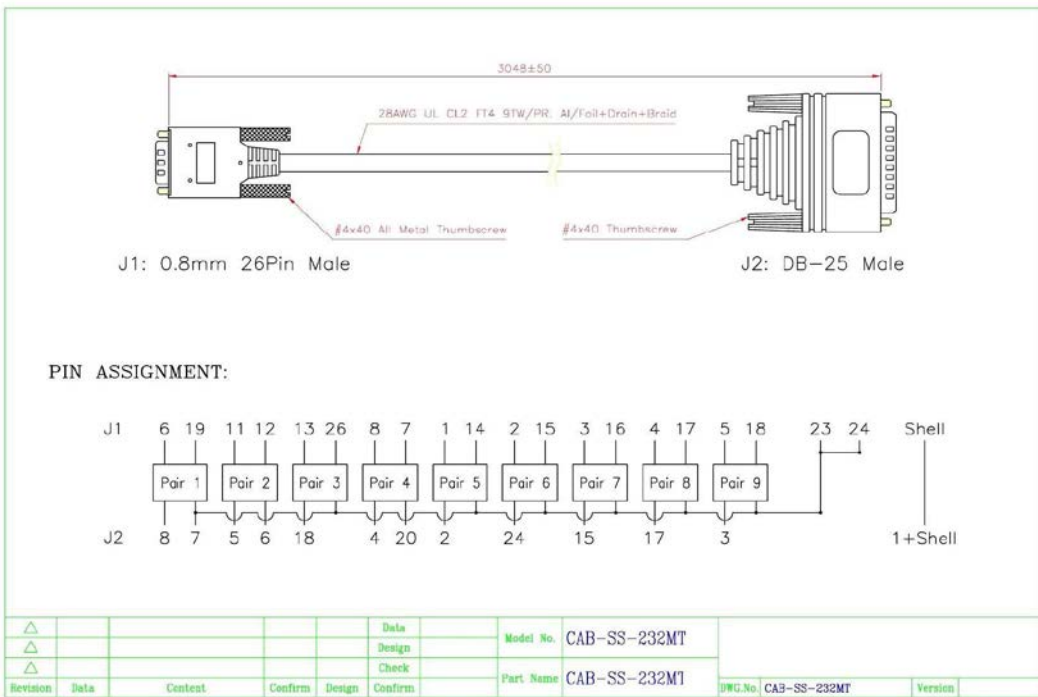 3048±50
28AWG UL CL2 FT4 9TW/PR. Al/Foil+Drain+Braid
#4x40 All Metal Thumbscrew
#4x40 Thumbscrew
J1: 0.8mm 26Pin Male
J2: DB-25 Male
PIN ASSIGNMENT:
J1 6 19 11 12 13 26 8 7 1 14 2 15 3 16 4 17 5 18 23 24 Shell
Pair 1 Pair 2 Pair 3 Pair 4 Pair 5 Pair 6 Pair 7 Pair 8 Pair 9
J2 8 7 5 6 18 4 20 2 24 15 17 3 1+Shell
Data
Design
Check
Revision Data Content Confirm Design Confirm
Model No. CAB-SS-232MT
Part Name CAB-SS-232MT
DWG.No. CAB-SS-232MT Version